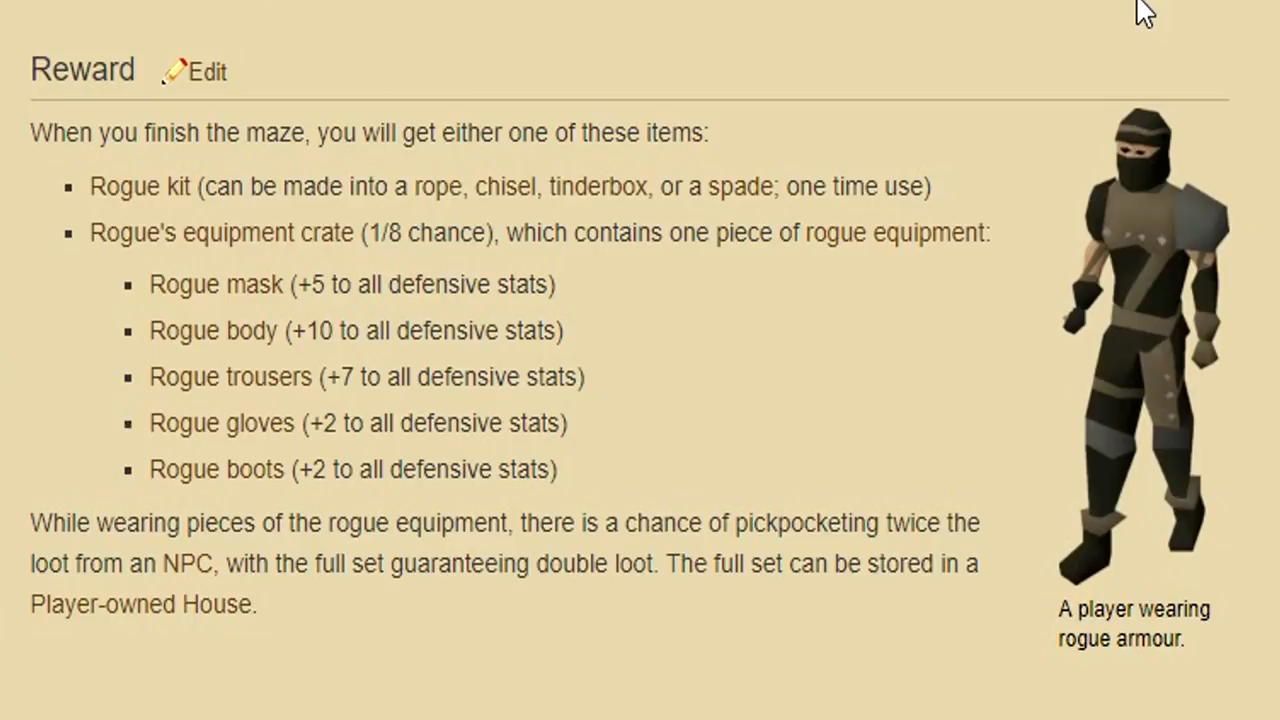 Reward Edit
When you finish the maze, you will get either one of these items:
Rogue kit (can be made into a rope, chisel, tinderbox, or a spade; one time use)
Rogue's equipment crate (1/8 chance), which contains one piece of rogue equipment:
Rogue mask (+5 to all defensive stats)
Rogue body (+10 to all defensive stats)
Rogue trousers (+7 to all defensive stats)
Rogue gloves (+2 to all defensive stats)
Rogue boots (+2 to all defensive stats)
While wearing pieces of the rogue equipment, there is a chance of pickpocketing twice the
loot from an NPC, with the full set guaranteeing double loot. The full set can be stored in a
Player-owned House.
A player wearing
rogue armour.